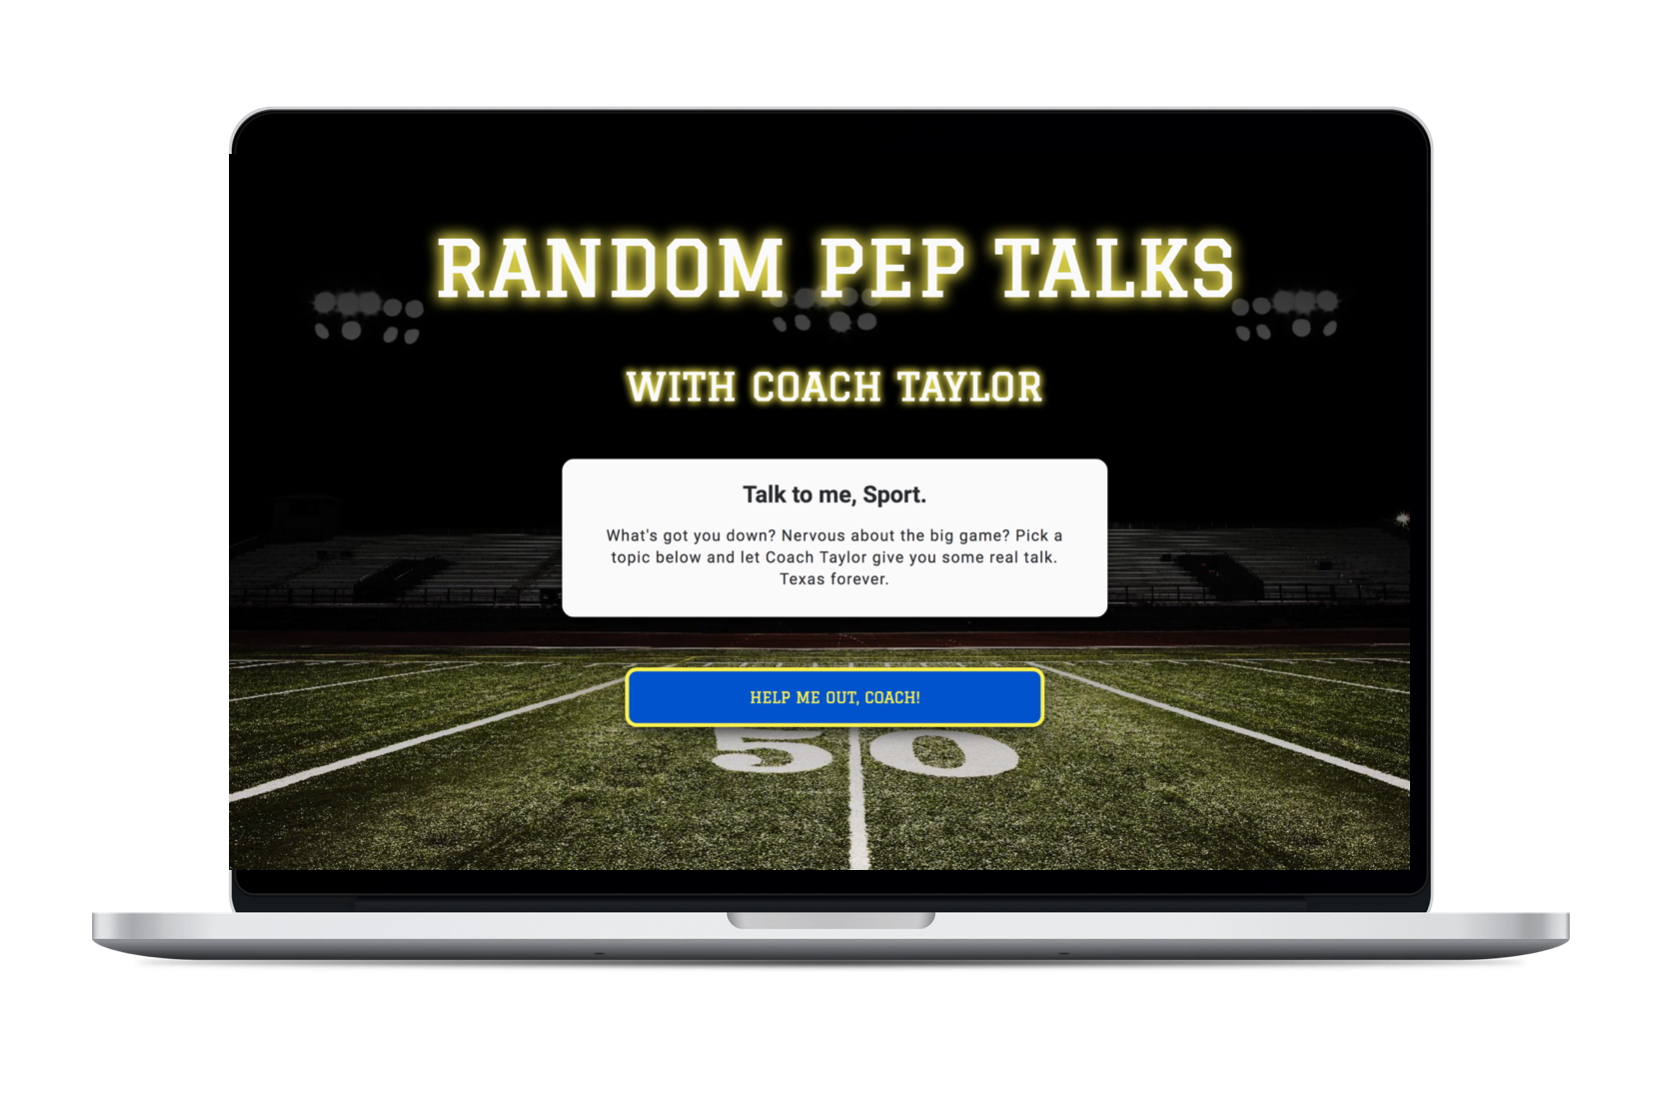 RANDOM PEP TALKS
WITH COACH TAYLOR
Talk to me, Sport.
What's got you down? Nervous about the big game? Pick a
topic below and let Coach Taylor give you some real talk.
Texas forever.
HELP ME OUT, COACH!
50